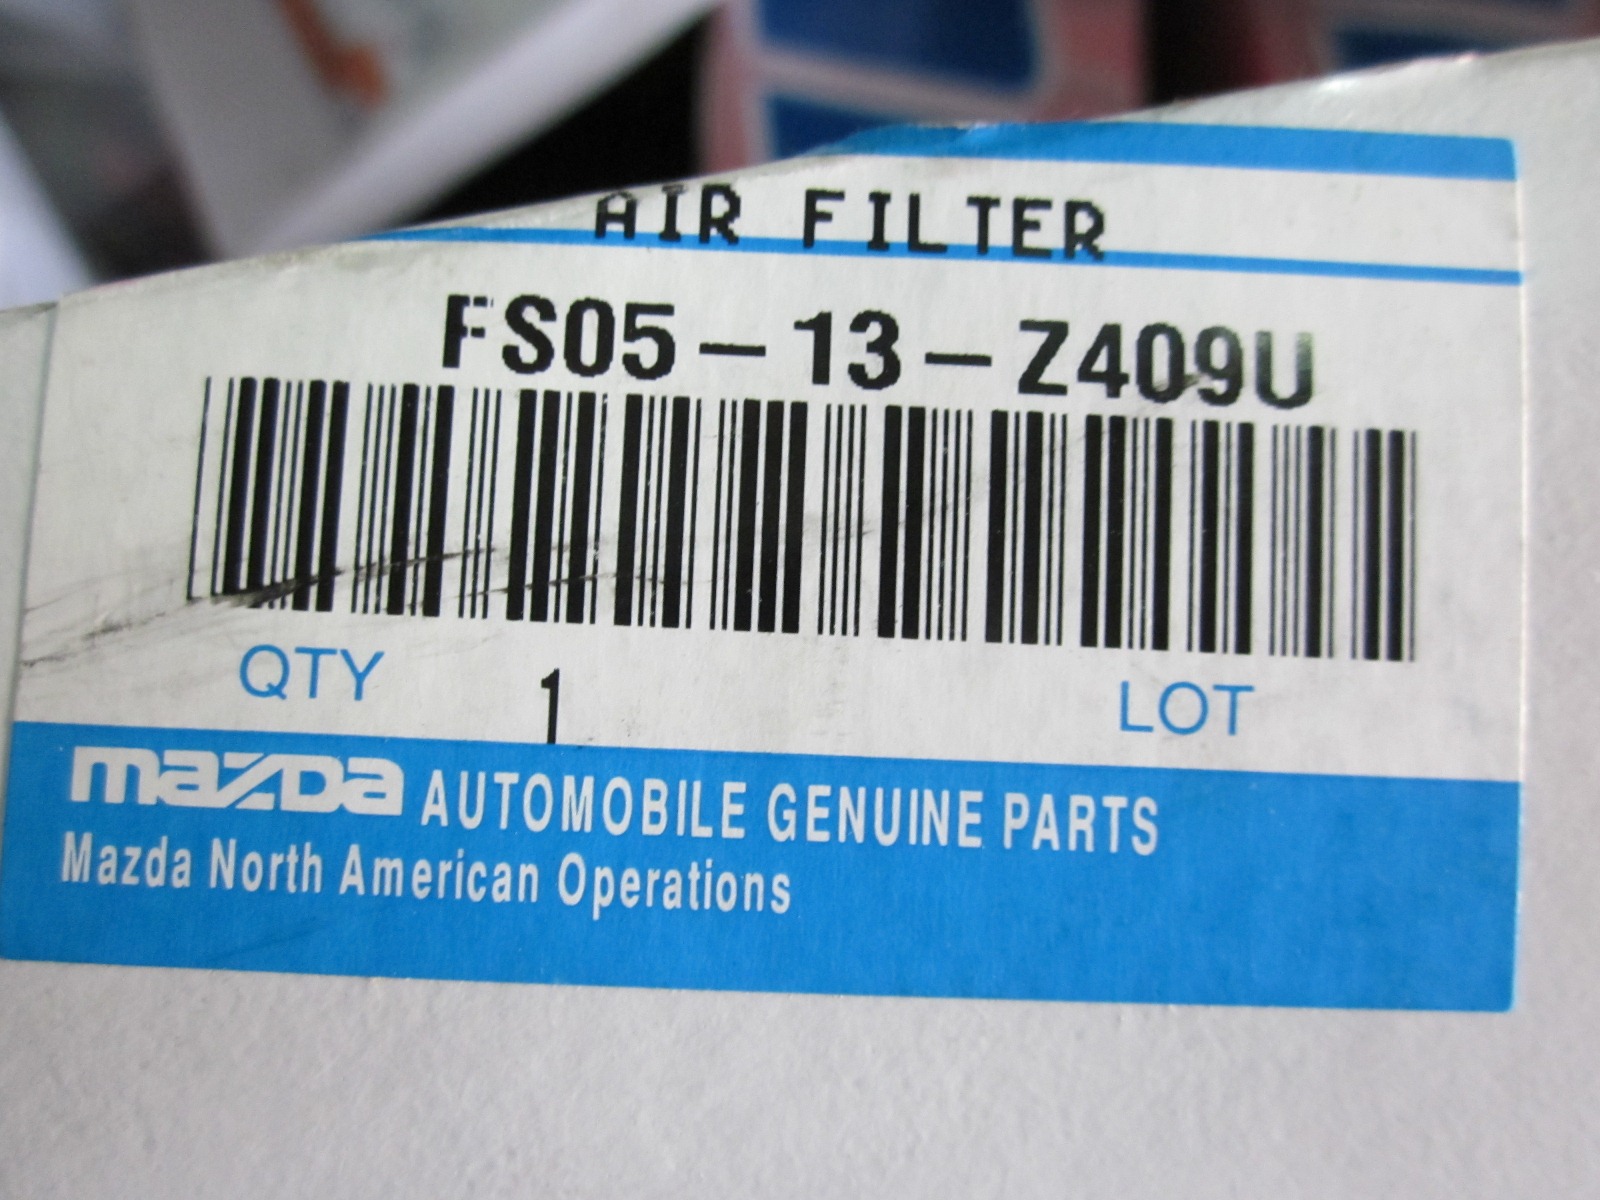 AIR FILTER
FS05-13-Z409U
QTY 1 LOT
mazda AUTOMOBILE GENUINE PARTS
Mazda North American Operations